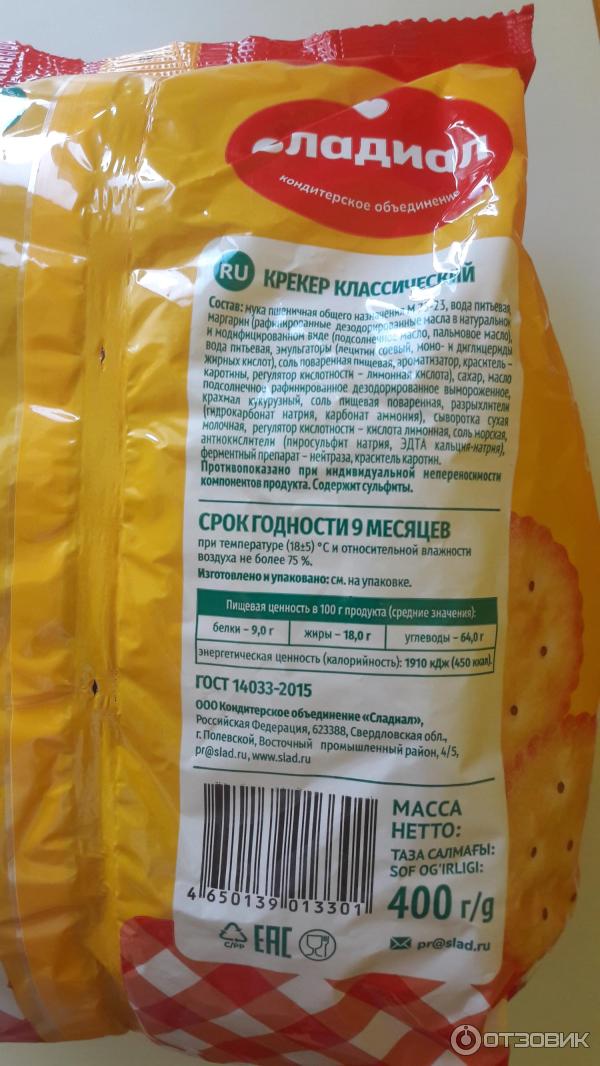 Сладиал
кондитерское объединение
RU КРЕКЕР КЛАССИЧЕСКИЙ
Состав: мука пшеничная общего назначения М 75-23, вода питьевая,
маргарин (рафинированные дезодорированные масла в натуральном
и модифицированном виде (подсолнечное масло, пальмовое масло),
вода питьевая, эмульгаторы (лецитин соевый, моно- и диглицериды
жирных кислот), соль поваренная пищевая, ароматизатор, краситель –
каротины, регулятор кислотности – лимонная кислота), сахар, масло
подсолнечное рафинированное дезодорированное вымороженное,
крахмал кукурузный, соль пищевая поваренная, разрыхлители
(гидрокарбонат натрия, карбонат аммония), сыворотка сухая
молочная, регулятор кислотности – кислота лимонная, соль морская,
антиокислители (пиросульфит натрия, ЭДТА кальция-натрия),
ферментный препарат – нейтраза, краситель каротин.
Противопоказано при индивидуальной непереносимости
компонентов продукта. Содержит сульфиты.
СРОК ГОДНОСТИ 9 МЕСЯЦЕВ
при температуре (18±5) °С и относительной влажности
воздуха не более 75 %.
Изготовлено и упаковано: см. на упаковке.
Пищевая ценность в 100 г продукта (средние значения):
белки – 9,0 г жиры – 18,0 г углеводы – 64,0 г
энергетическая ценность (калорийность): 1910 кДж (450 ккал).
ГОСТ 14033-2015
ООО Кондитерское объединение «Сладиал»,
Российская Федерация, 623388, Свердловская обл.,
г. Полевской, Восточный промышленный район, 4/5,
pr@slad.ru, www.slad.ru
МАССА
НЕТТО:
ТАЗА САЛМАҒЫ:
SOF OG'IRLIGI:
400 г/g
4 650139 013301
C/PP EAC
pr@slad.ru
ОТЗОВИК